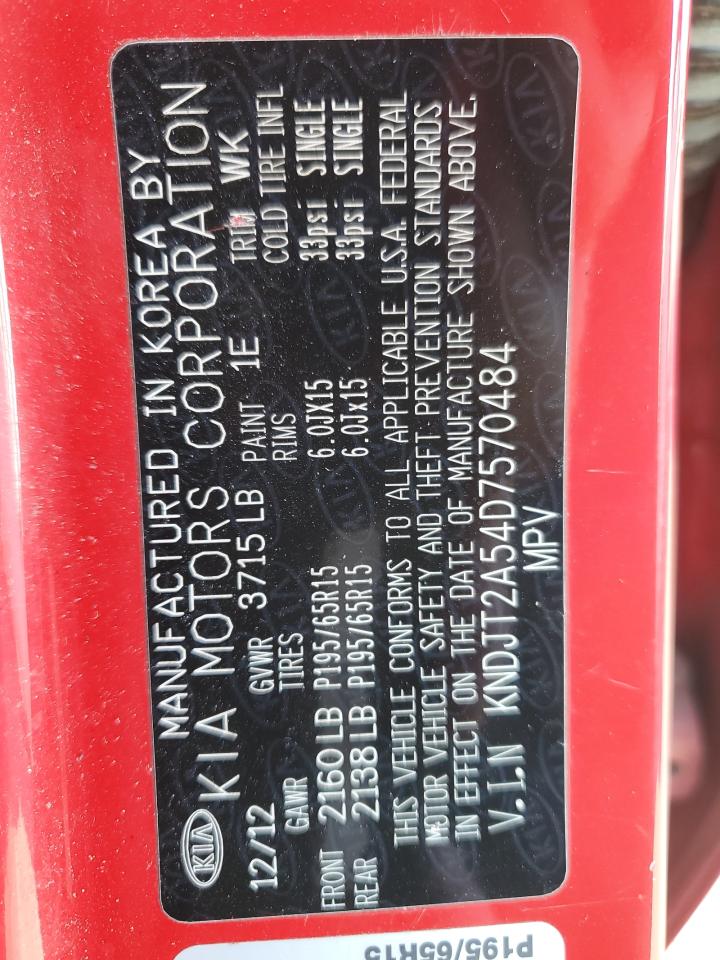 MANUFACTURED IN KOREA BY
KIA KIA MOTORS CORPORATION
12/12 GVWR 3715 LB PAINT 1E TRIM WK
GAWR TIRES RIMS COLD TIRE INFL
FRONT 2160 LB P195/65R15 6.0JX15 33psi SINGLE
REAR 2138 LB P195/65R15 6.0Jx15 33psi SINGLE
THIS VEHICLE CONFORMS TO ALL APPLICABLE U.S.A. FEDERAL
MOTOR VEHICLE SAFETY AND THEFT PREVENTION STANDARDS
IN EFFECT ON THE DATE OF MANUFACTURE SHOWN ABOVE.
V.I.N KNDJT2A54D7570484
MPV
P195/65R15